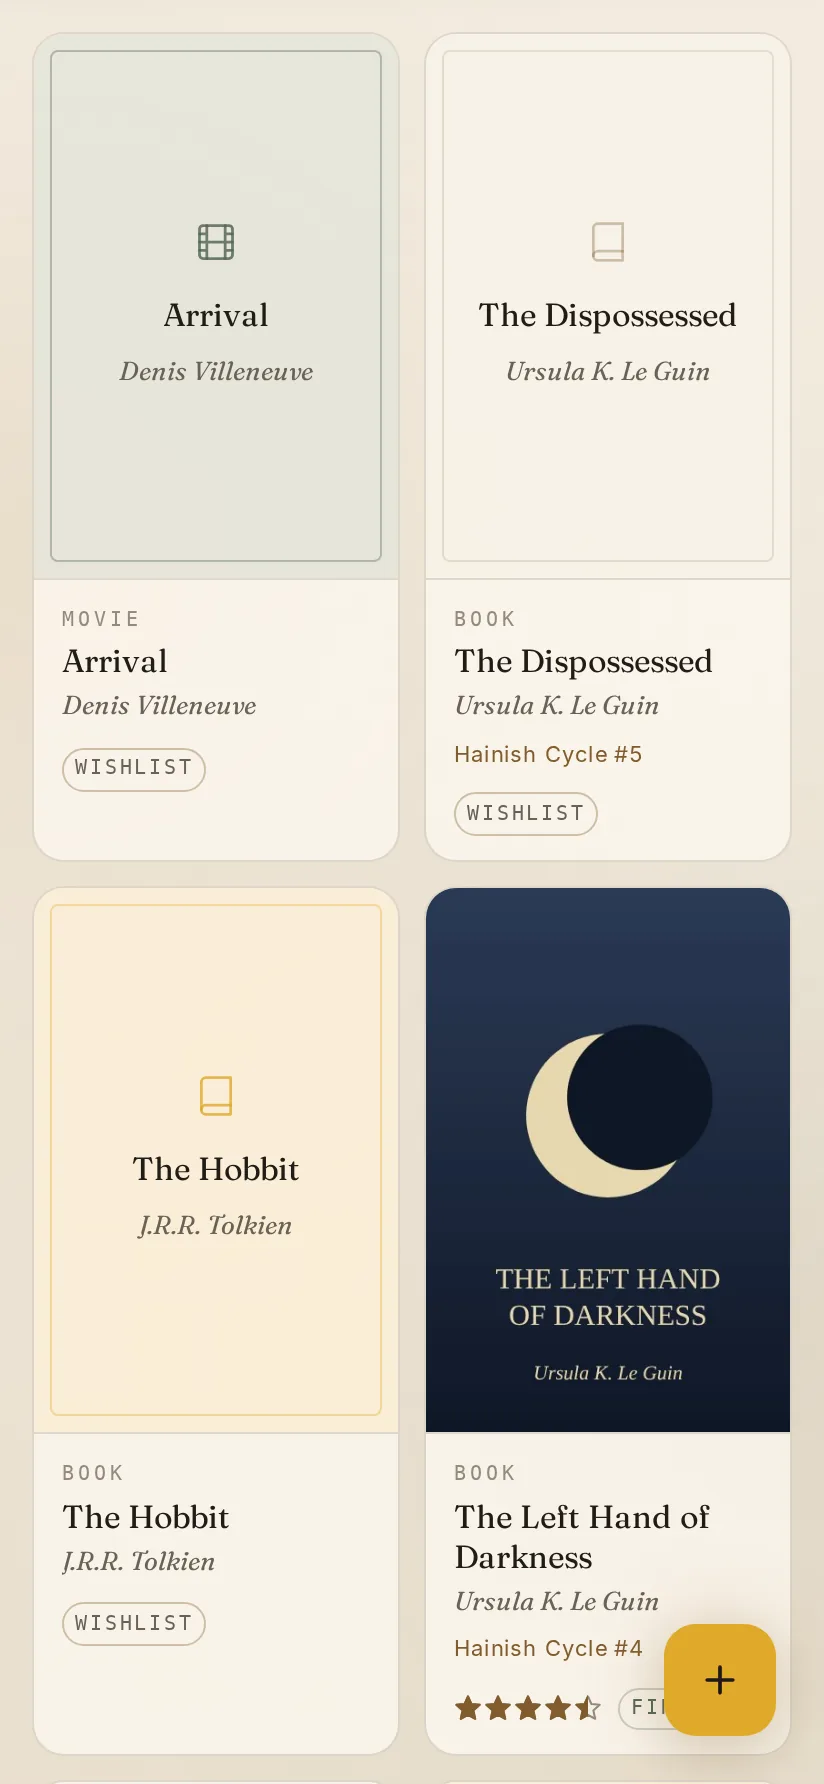 Arrival
Denis Villeneuve
The Dispossessed
Ursula K. Le Guin
MOVIE
Arrival
Denis Villeneuve
WISHLIST
BOOK
The Dispossessed
Ursula K. Le Guin
Hainish Cycle #5
WISHLIST
The Hobbit
J.R.R. Tolkien
THE LEFT HAND
OF DARKNESS
Ursula K. Le Guin
BOOK
The Hobbit
J.R.R. Tolkien
WISHLIST
BOOK
The Left Hand of
Darkness
Ursula K. Le Guin
Hainish Cycle #4